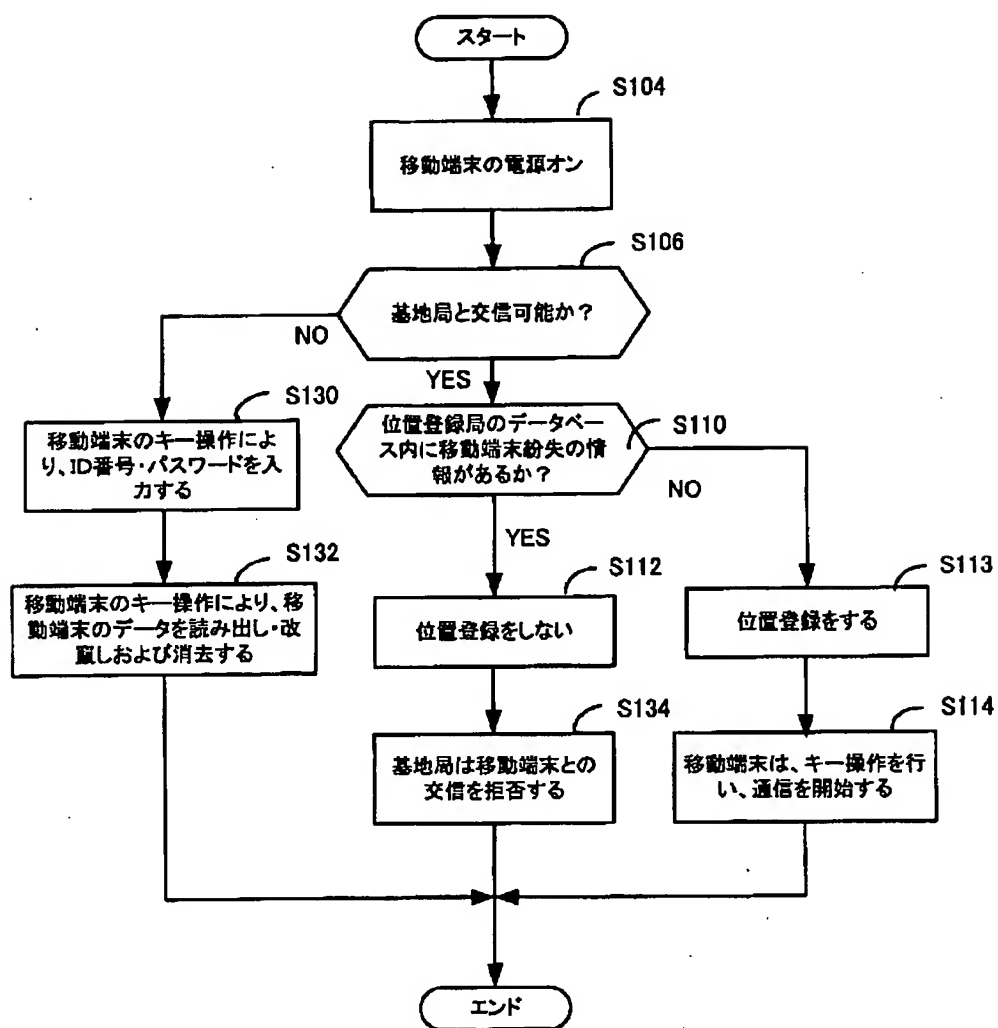 スタート
S104
移動端末の電源オン
S106
基地局と交信可能か？
NO
YES
S130
移動端末のキー操作によ
り、ID番号・パスワードを入
力する
位置登録局のデータベー
ス内に移動端末紛失の情
報があるか？
S110
NO
YES
S132
移動端末のキー操作により、移
動端末のデータを読み出し・改
竄しおよび消去する
S112
位置登録をしない
S113
位置登録をする
S134
基地局は移動端末との
交信を拒否する
S114
移動端末は、キー操作を行
い、通信を開始する
エンド